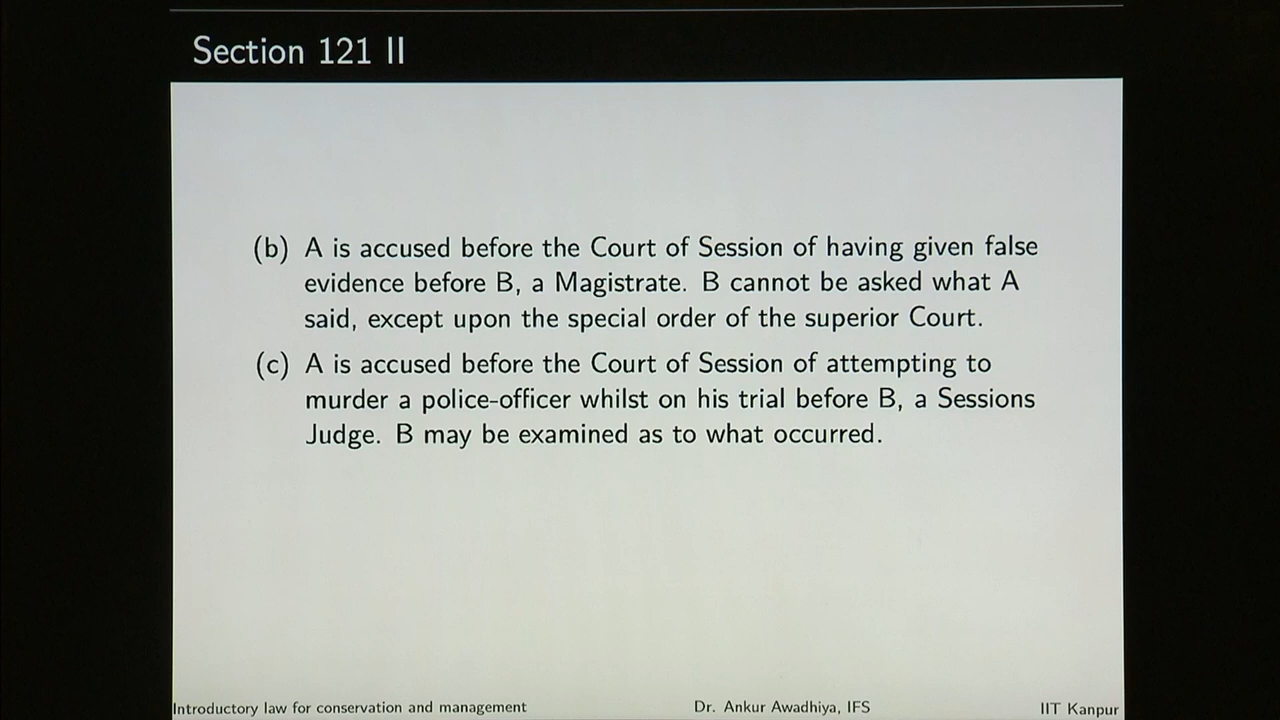 Section 121 II
(b) A is accused before the Court of Session of having given false
evidence before B, a Magistrate. B cannot be asked what A
said, except upon the special order of the superior Court.
(c) A is accused before the Court of Session of attempting to
murder a police-officer whilst on his trial before B, a Sessions
Judge. B may be examined as to what occurred.
Introductory law for conservation and management Dr. Ankur Awadhiya, IFS IIT Kanpur